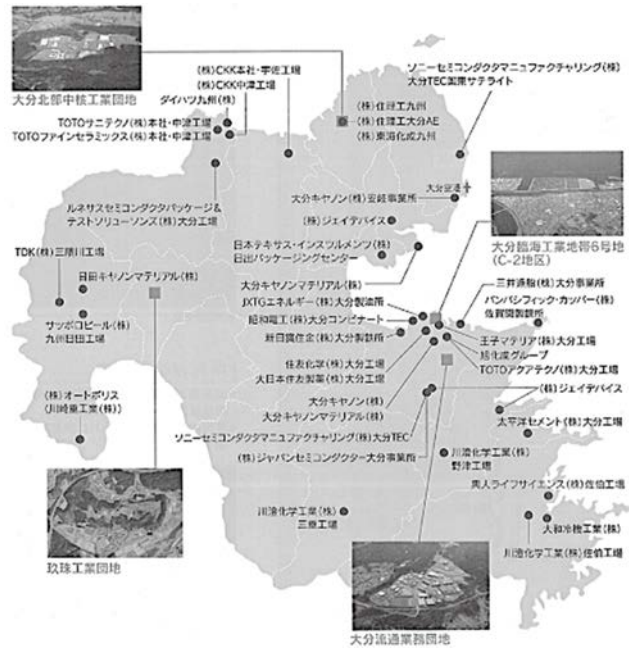 大分北部中核工業団地
(株)CKK本社・宇佐工場
(株)CKK中津工場
ダイハツ九州(株)
TOTOサニテクノ(株)本社・中津工場
TOTOファインセラミックス(株)本社・中津工場
(株)住理工九州
(株)住理工大分AE
(株)東海化成九州
ソニーセミコンダクタマニュファクチャリング(株)
大分TEC国東サテライト
ルネサスセミコンダクタパッケージ&
テストソリューソンズ(株)大分工場
大分キヤノン(株)安岐事業所
大分空港
(株)ジェイデバイス
大分臨海工業地帯6号地
(C-2地区)
日本テキサス・インスツルメンツ(株)
日出パッケージングセンター
TDK(株)三隈川工場
日田キヤノンマテリアル(株)
大分キヤノンマテリアル(株)
JXTGエネルギー(株)大分製油所
昭和電工(株)大分コンビナート
新日鐵住金(株)大分製鐵所
三井造船(株)大分事業所
パンパシフィック・カッパー(株)
佐賀関製錬所
サッポロビール(株)
九州日田工場
王子マテリア(株)大分工場
旭化成グループ
TOTOアクアテクノ(株)大分工場
住友化学(株)大分工場
大日本住友製薬(株)大分工場
大分キヤノン(株)
大分キヤノンマテリアル(株)
(株)ジェイデバイス
太平洋セメント(株)大分工場
(株)オートポリス
(川崎重工業(株))
ソニーセミコンダクタマニュファクチャリング(株)大分TEC
(株)ジャパンセミコンダクター大分事業所
川澄化学工業(株)
野津工場
興人ライフサイエンス(株)佐伯工場
川澄化学工業(株)
三重工場
大和冷機工業(株)
川澄化学工業(株)佐伯工場
玖珠工業団地
大分流通業務団地